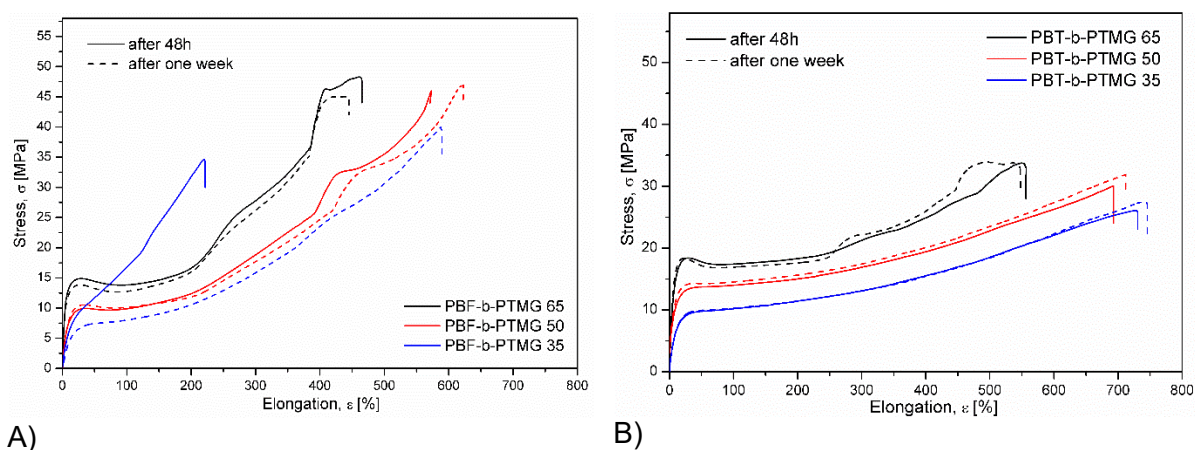 55
50
45
40
35
30
25
20
15
10
5
0
Stress, σ [MPa]
after 48h
after one week
PBF-b-PTMG 65
PBF-b-PTMG 50
PBF-b-PTMG 35
0 100 200 300 400 500 600 700 800
Elongation, ε [%]
A)
50
40
30
20
10
0
Stress, σ [MPa]
after 48h
after one week
PBT-b-PTMG 65
PBT-b-PTMG 50
PBT-b-PTMG 35
0 100 200 300 400 500 600 700 800
Elongation, ε [%]
B)